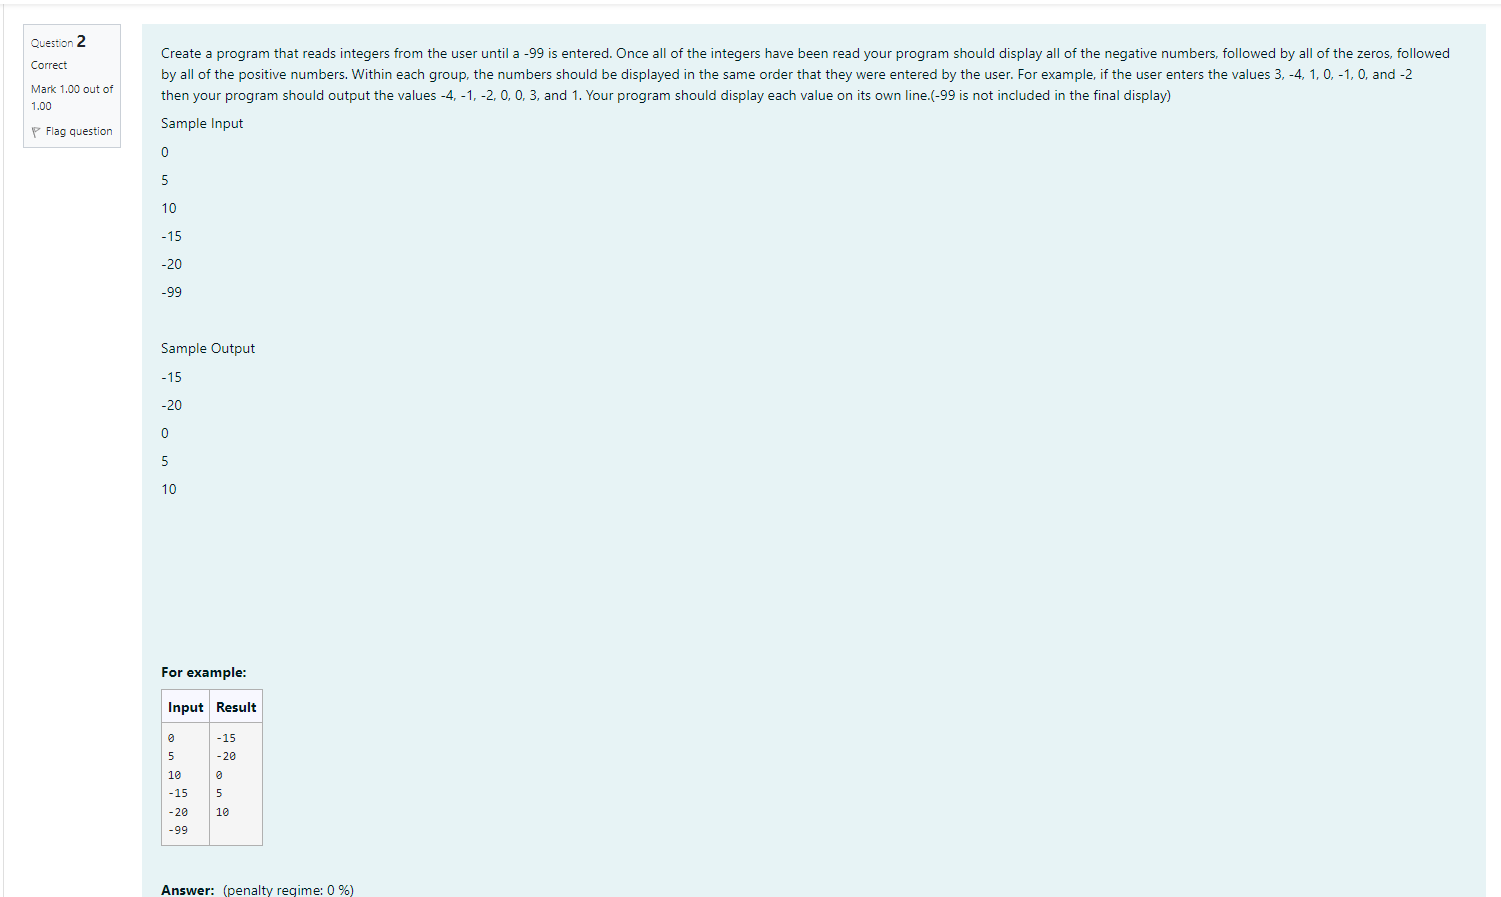 Question 2
Correct
Mark 1.00 out of
1.00
Flag question
Create a program that reads integers from the user until a -99 is entered. Once all of the integers have been read your program should display all of the negative numbers, followed by all of the zeros, followed
by all of the positive numbers. Within each group, the numbers should be displayed in the same order that they were entered by the user. For example, if the user enters the values 3, -4, 1, 0, -1, 0, and -2
then your program should output the values -4, -1, -2, 0, 0, 3, and 1. Your program should display each value on its own line.(-99 is not included in the final display)
Sample Input
0
5
10
-15
-20
-99
Sample Output
-15
-20
0
5
10
For example:
Input Result
0 -15
5 -20
10 0
-15 5
-20 10
-99
Answer: (penalty regime: 0 %)